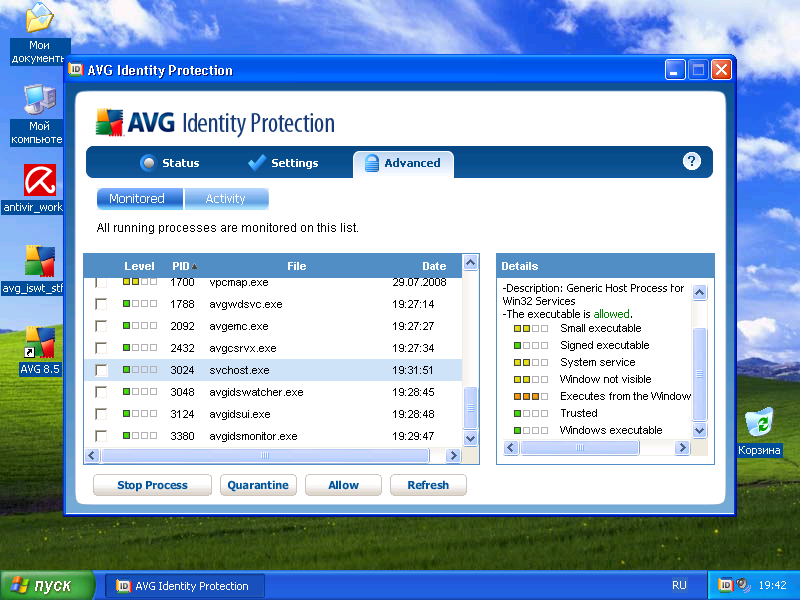 Мои
документы
Мой
компьюте
antivir_work
avg_iswt_stf
AVG 8.5
Корзина
ID AVG Identity Protection
AVG Identity Protection
Status Settings Advanced ?
Monitored Activity
All running processes are monitored on this list.
Level PID File Date
1700 vpcmap.exe 29.07.2008
1788 avgwdsvc.exe 19:27:14
2092 avgemc.exe 19:27:27
2432 avgcsrvx.exe 19:27:34
3024 svchost.exe 19:31:51
3048 avgidswatcher.exe 19:28:45
3124 avgidsui.exe 19:28:48
3380 avgidsmonitor.exe 19:29:47
Details
-Description: Generic Host Process for
Win32 Services
-The executable is allowed.
Small executable
Signed executable
System service
Window not visible
Executes from the Window
Trusted
Windows executable
Stop Process Quarantine Allow Refresh
пуск ID AVG Identity Protection RU ID 19:42